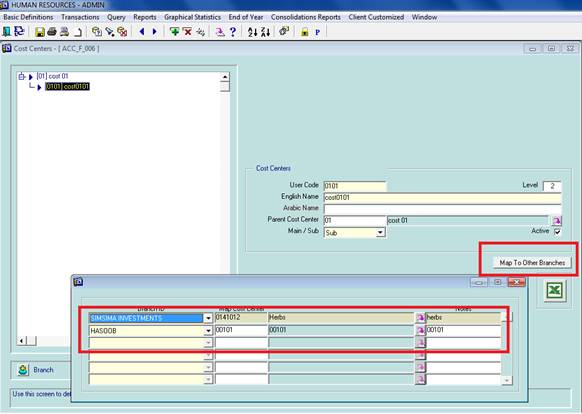 HUMAN RESOURCES - ADMIN
Basic Definitions Transactions Query Reports Graphical Statistics End of Year Consolidations Reports Client Customized Window
Cost Centers - [ ACC_F_006 ]
[01] cost 01
[0101] cost0101
Cost Centers
User Code 0101 Level 2
English Name cost0101
Arabic Name
Parent Cost Center 01 cost 01
Main / Sub Sub Active
Map To Other Branches
Branch ID Map Cost Center Notes
SIMSIMA INVESTMENTS 0141012 Herbs herbs
HASOOB 00101 00101 00101
Branch
Use this screen to